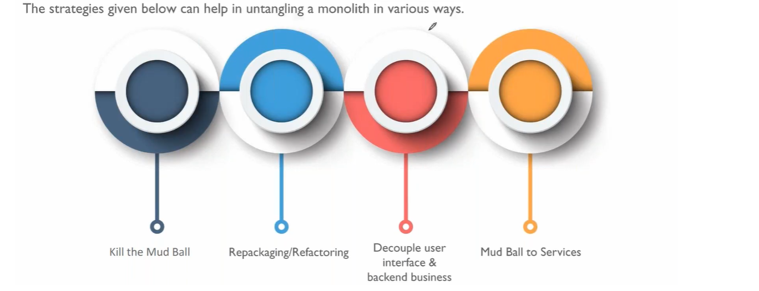 The strategies given below can help in untangling a monolith in various ways.
Kill the Mud Ball
Repackaging/Refactoring
Decouple user
interface &
backend business
Mud Ball to Services